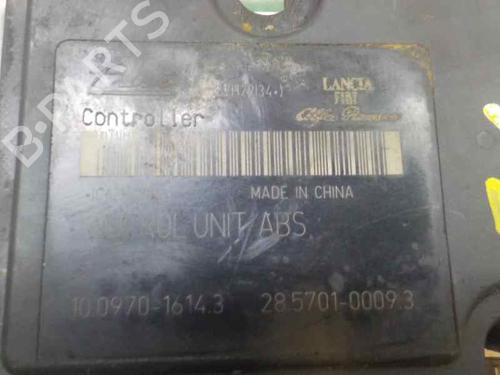 B-PARTS
LANCIA
FIAT
Controller
Alfa Romeo
MADE IN CHINA
UNIT ABS
10.0970-1614.3 28.5701-0009.3